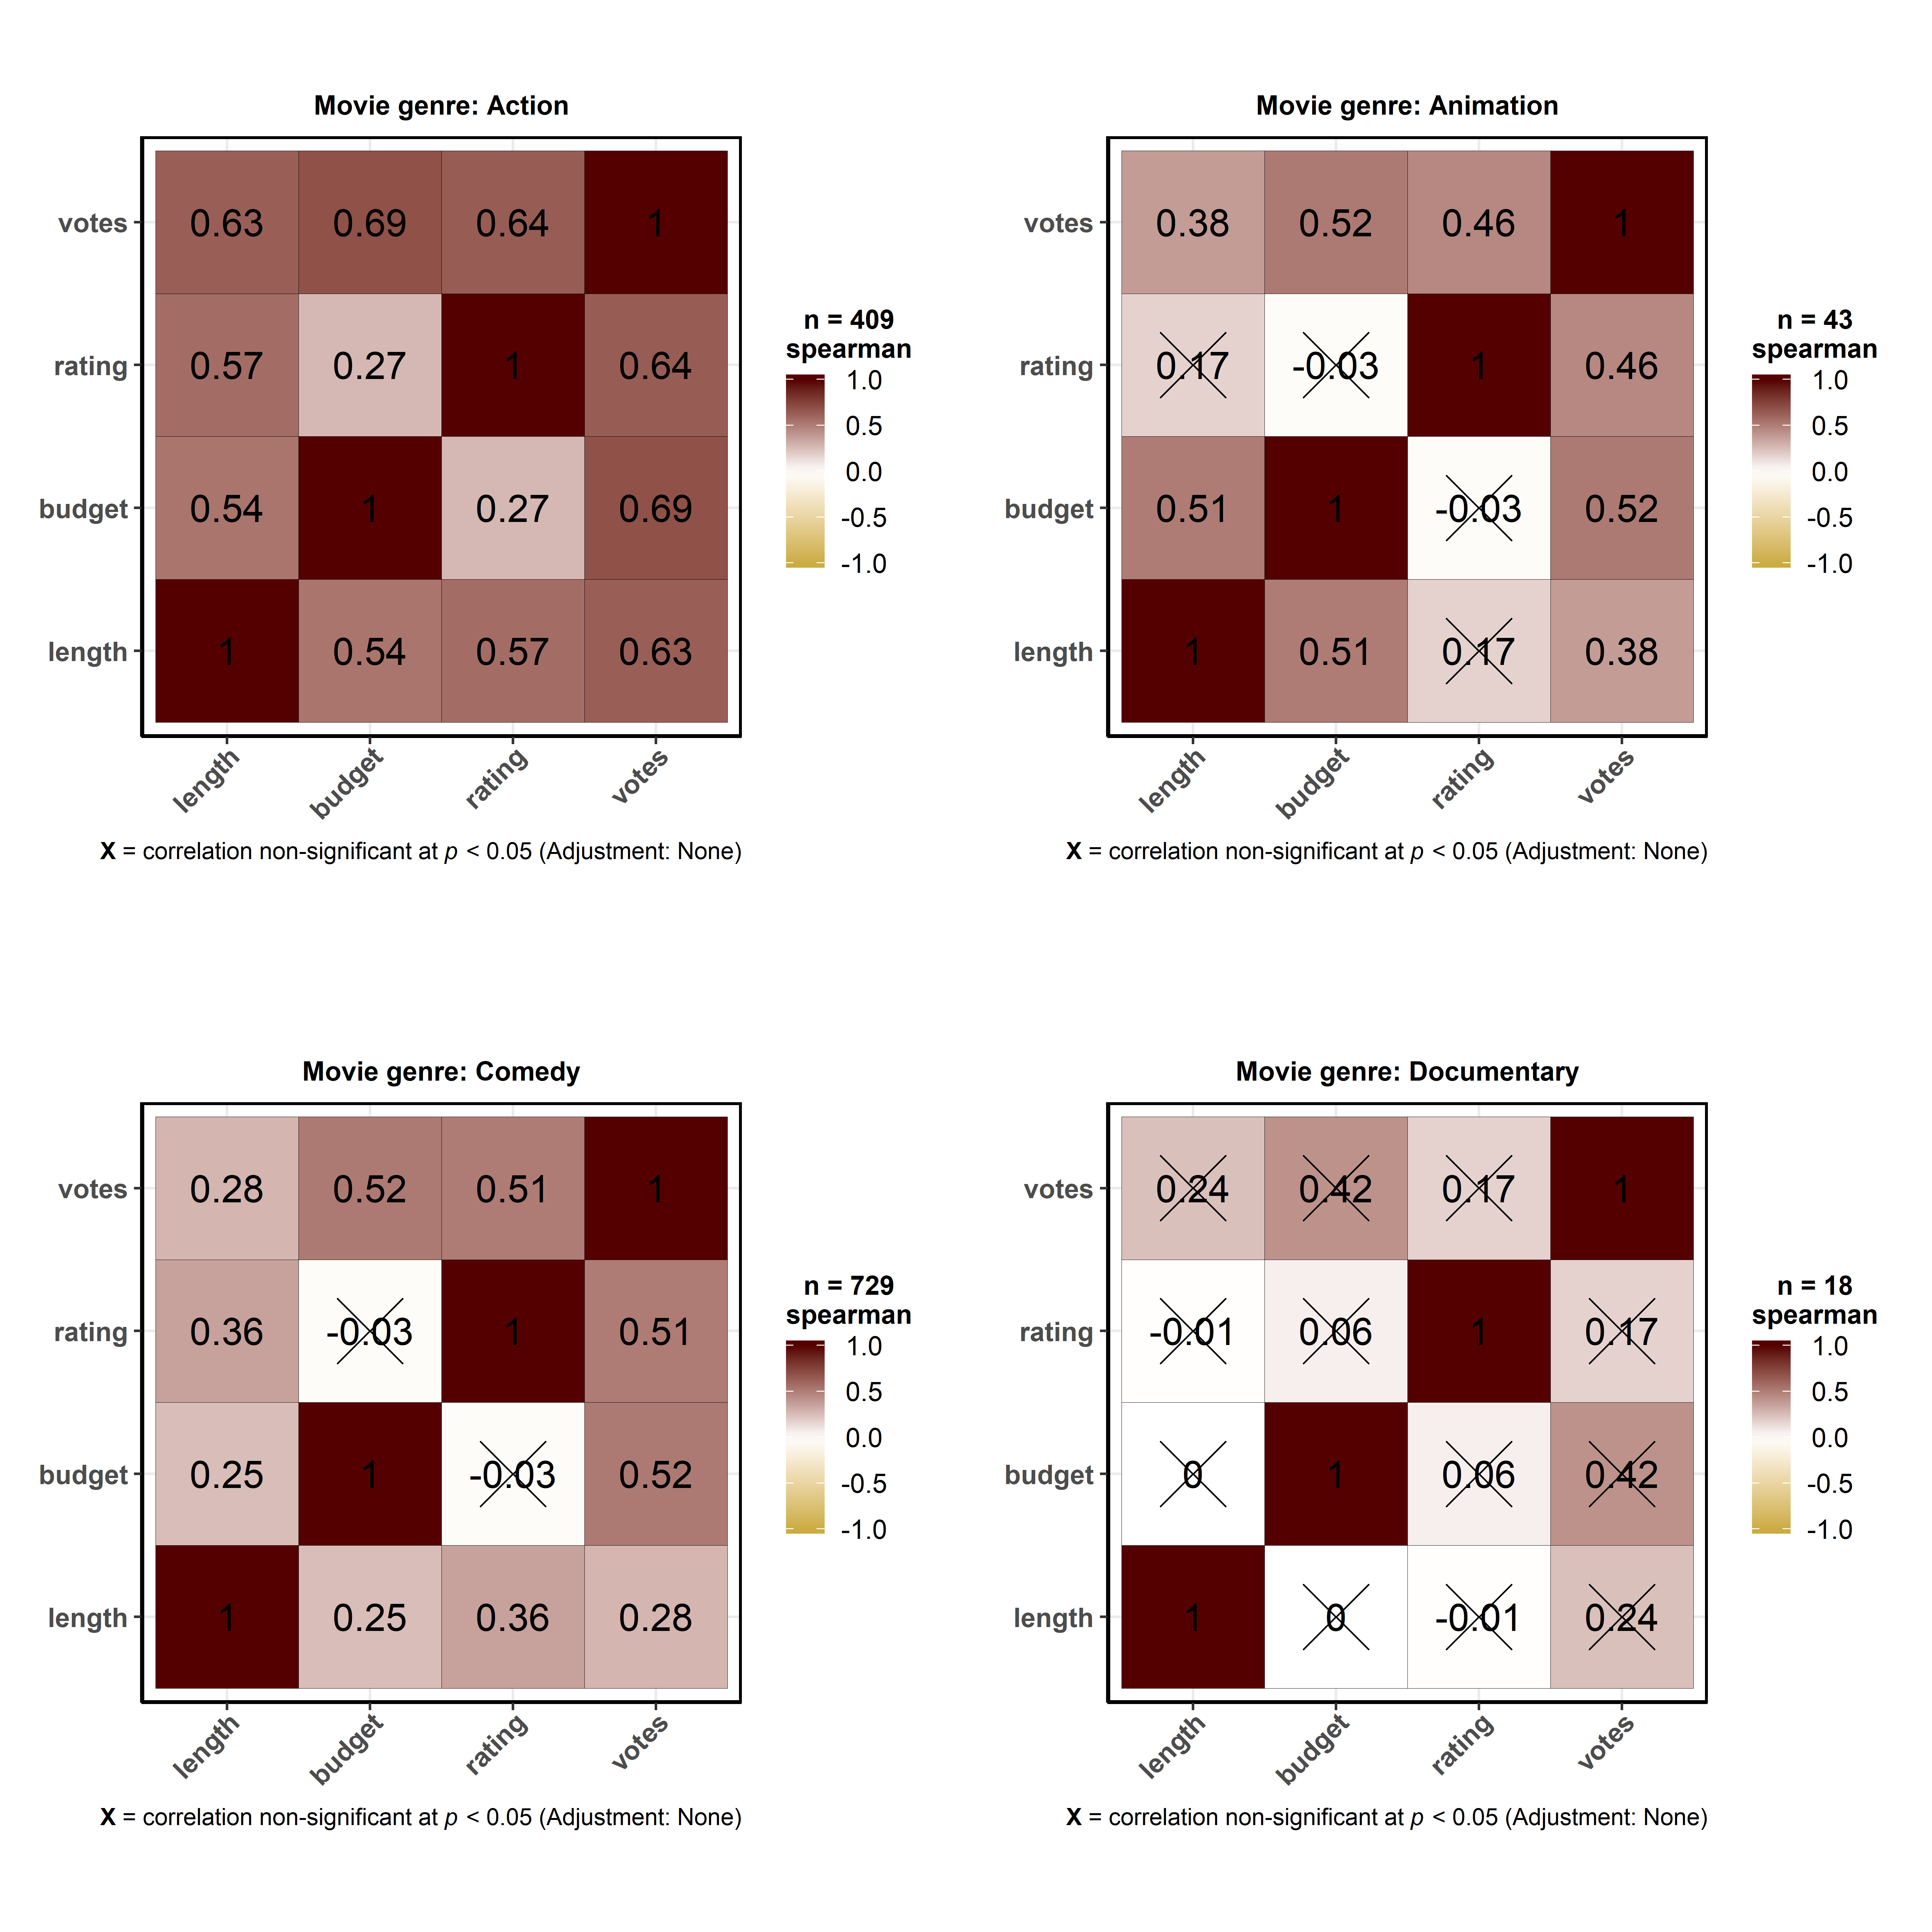 Movie genre: Action
votes 0.63 0.69 0.64 1
rating 0.57 0.27 1 0.64
budget 0.54 1 0.27 0.69
length 1 0.54 0.57 0.63
length budget rating votes
n = 409
spearman
1.0
0.5
0.0
-0.5
-1.0
X = correlation non-significant at p < 0.05 (Adjustment: None)
Movie genre: Animation
votes 0.38 0.52 0.46 1
rating 0.17 -0.03 1 0.46
budget 0.51 1 -0.03 0.52
length 1 0.51 0.17 0.38
length budget rating votes
n = 43
spearman
1.0
0.5
0.0
-0.5
-1.0
X = correlation non-significant at p < 0.05 (Adjustment: None)
Movie genre: Comedy
votes 0.28 0.52 0.51 1
rating 0.36 -0.03 1 0.51
budget 0.25 1 -0.03 0.52
length 1 0.25 0.36 0.28
length budget rating votes
n = 729
spearman
1.0
0.5
0.0
-0.5
-1.0
X = correlation non-significant at p < 0.05 (Adjustment: None)
Movie genre: Documentary
votes 0.24 0.42 0.17 1
rating -0.01 0.06 1 0.17
budget 0 1 0.06 0.42
length 1 0 -0.01 0.24
length budget rating votes
n = 18
spearman
1.0
0.5
0.0
-0.5
-1.0
X = correlation non-significant at p < 0.05 (Adjustment: None)